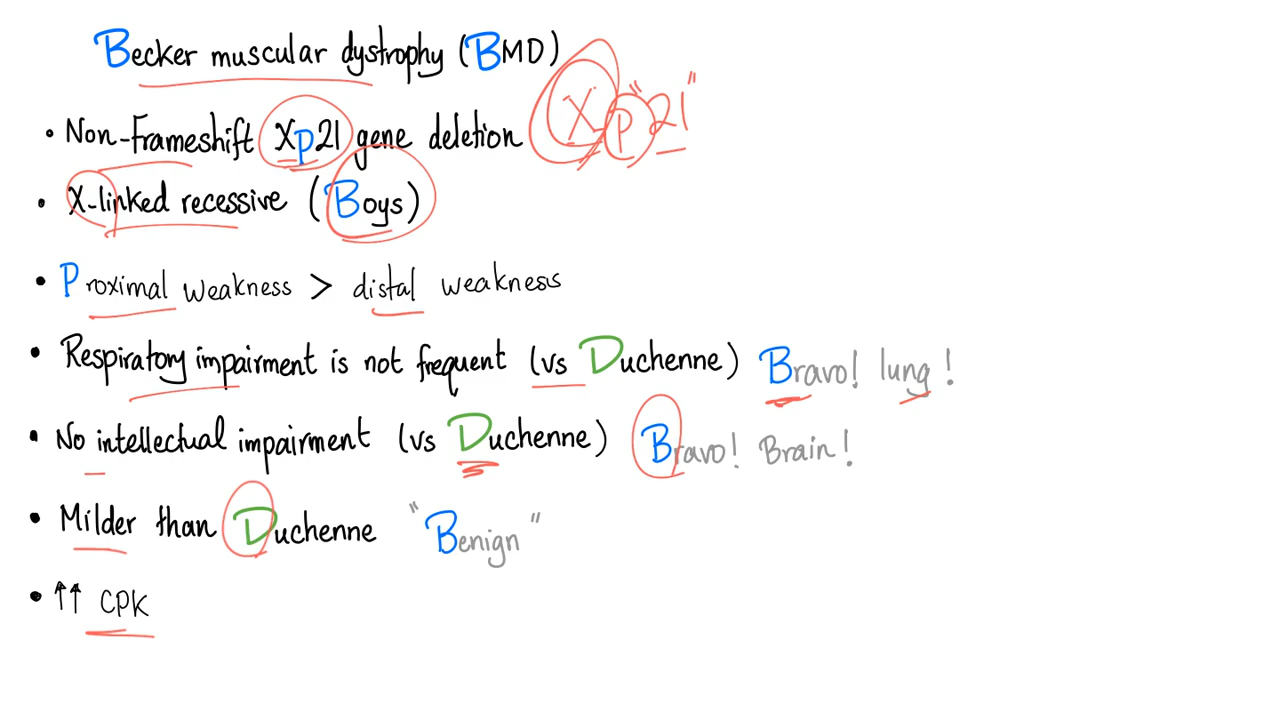 Becker muscular dystrophy (BMD)
• Non-Frameshift Xp21 gene deletion X p "21"
• X-linked recessive (Boys)
• Proximal weakness > distal weakness
• Respiratory impairment is not frequent (vs Duchenne) Bravo! lung!
• No intellectual impairment (vs Duchenne) Bravo! Brain!
• Milder than Duchenne "Benign"
• ↑↑ CPK